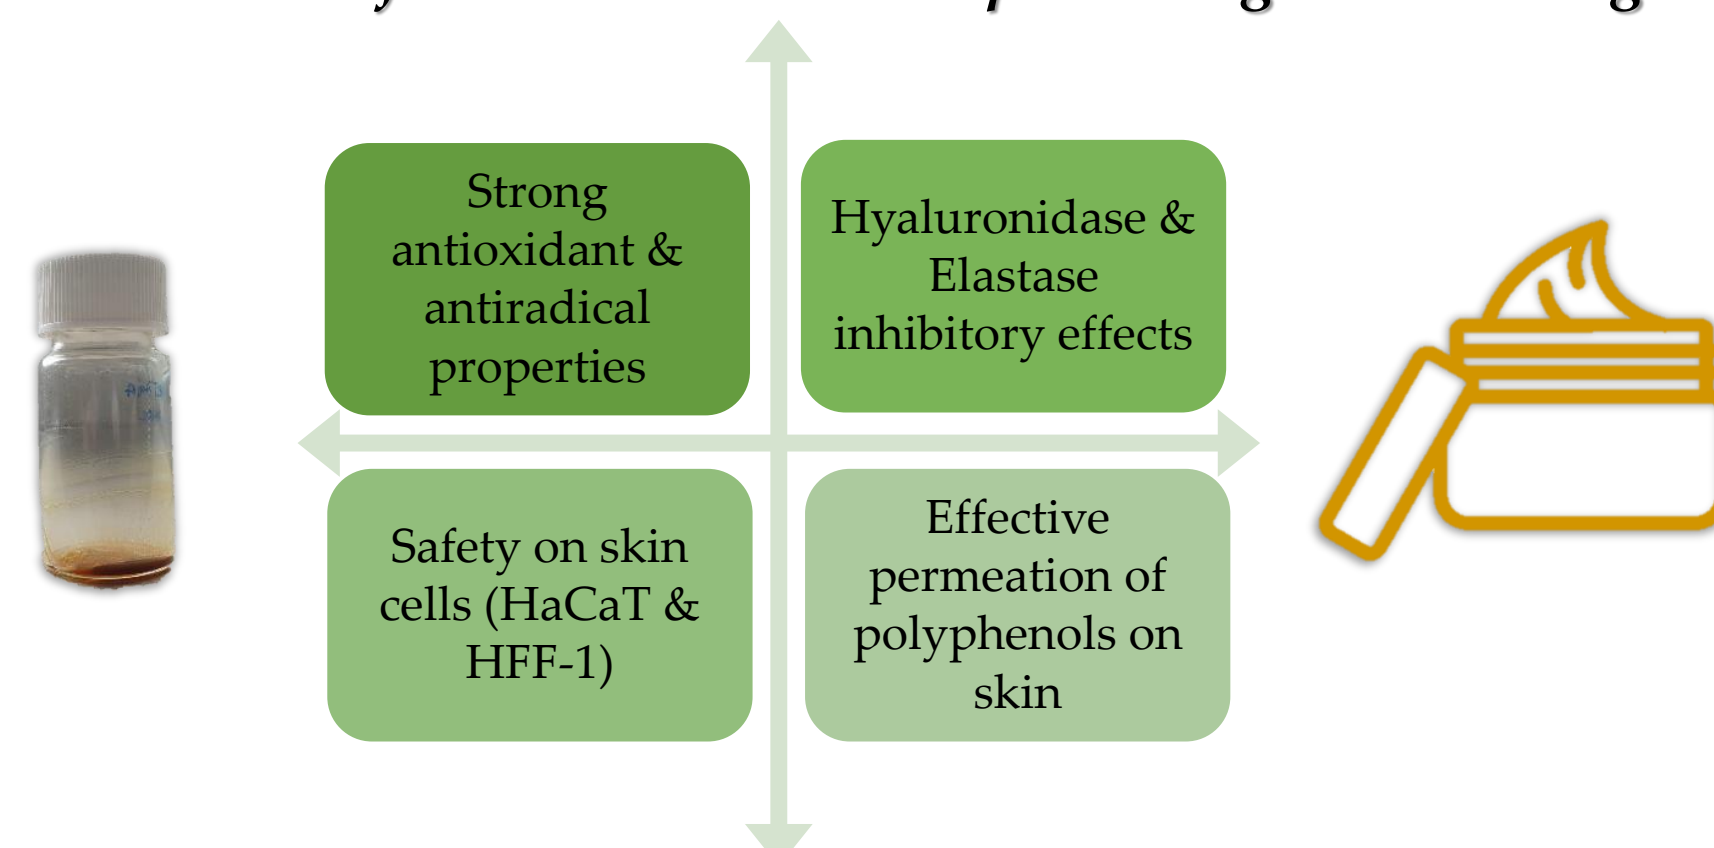 Strong
antioxidant &
antiradical
properties
Hyaluronidase &
Elastase
inhibitory effects
Safety on skin
cells (HaCaT &
HFF-1)
Effective
permeation of
polyphenols on
skin